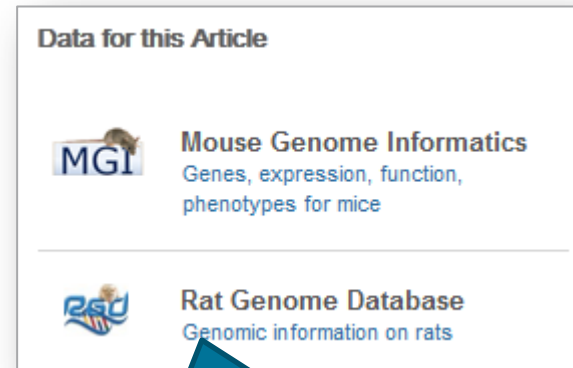 Data for this Article
MGI
Mouse Genome Informatics
Genes, expression, function,
phenotypes for mice
RGD
Rat Genome Database
Genomic information on rats